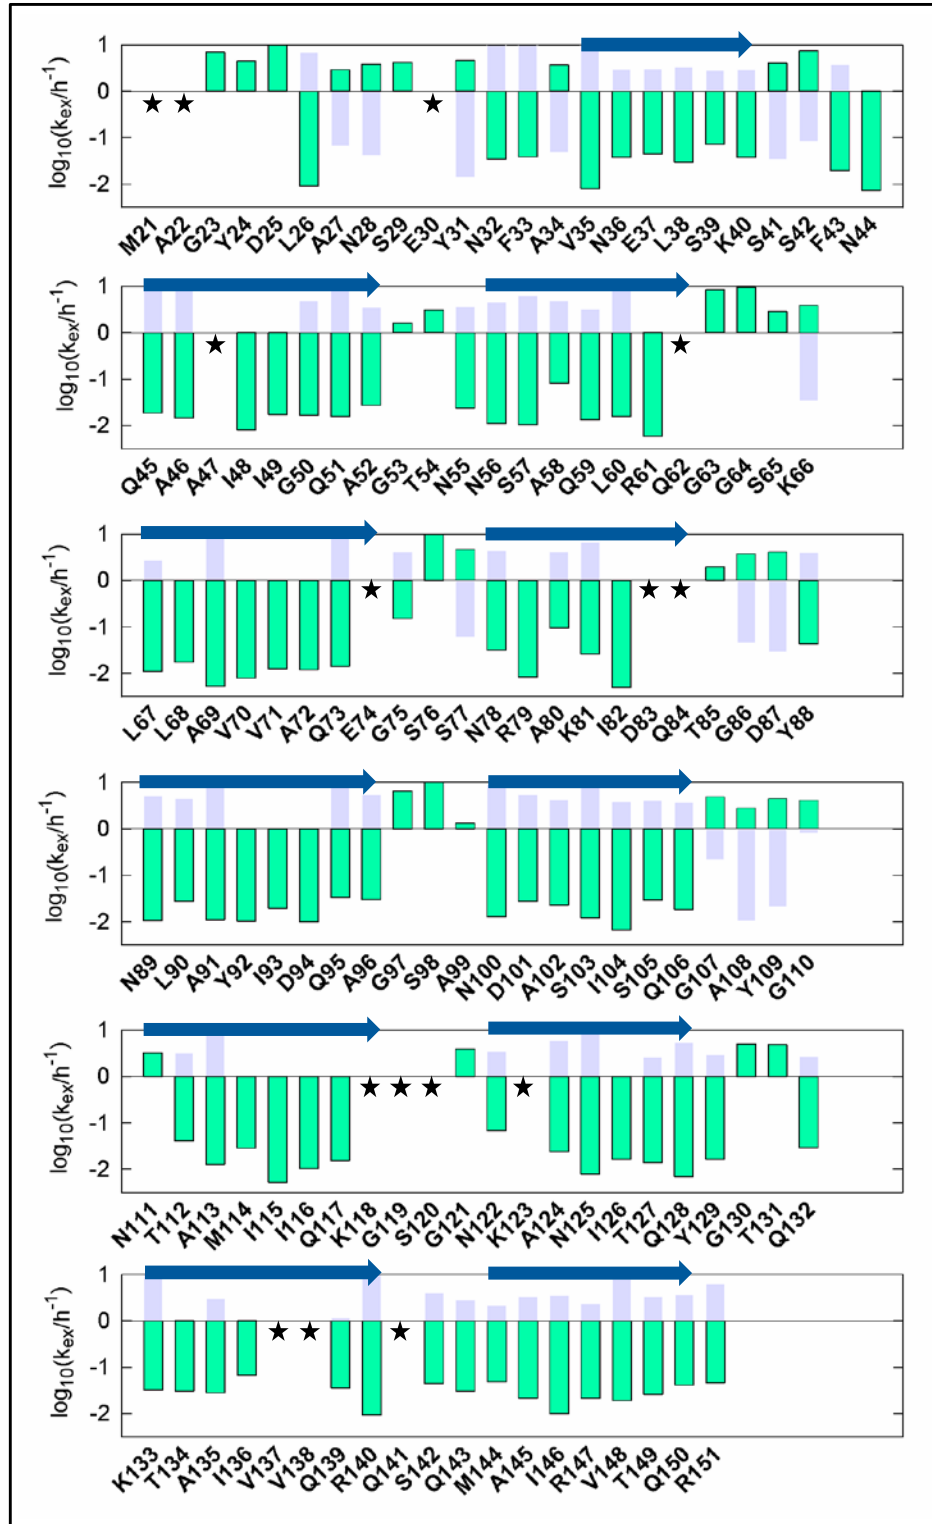 log10(kex/h-1)
1
0
-1
-2
M21 A22 G23 Y24 D25 L26 A27 N28 S29 E30 Y31 N32 F33 A34 V35 N36 E37 L38 S39 K40 S41 S42 F43 N44
log10(kex/h-1)
1
0
-1
-2
Q45 A46 A47 I48 I49 G50 Q51 A52 G53 T54 N55 N56 S57 A58 Q59 L60 R61 Q62 G63 G64 S65 K66
log10(kex/h-1)
1
0
-1
-2
L67 L68 A69 V70 V71 A72 Q73 E74 G75 S76 S77 N78 R79 A80 K81 I82 D83 Q84 T85 G86 D87 Y88
log10(kex/h-1)
1
0
-1
-2
N89 L90 A91 Y92 I93 D94 Q95 A96 G97 S98 A99 N100 D101 A102 S103 I104 S105 Q106 G107 A108 Y109 G110
log10(kex/h-1)
1
0
-1
-2
N111 T112 A113 M114 I115 I116 Q117 K118 G119 S120 G121 N122 K123 A124 N125 I126 T127 Q128 Y129 G130 T131 Q132
log10(kex/h-1)
1
0
-1
-2
K133 T134 A135 I136 V137 V138 Q139 R140 Q141 S142 Q143 M144 A145 I146 R147 V148 T149 Q150 R151